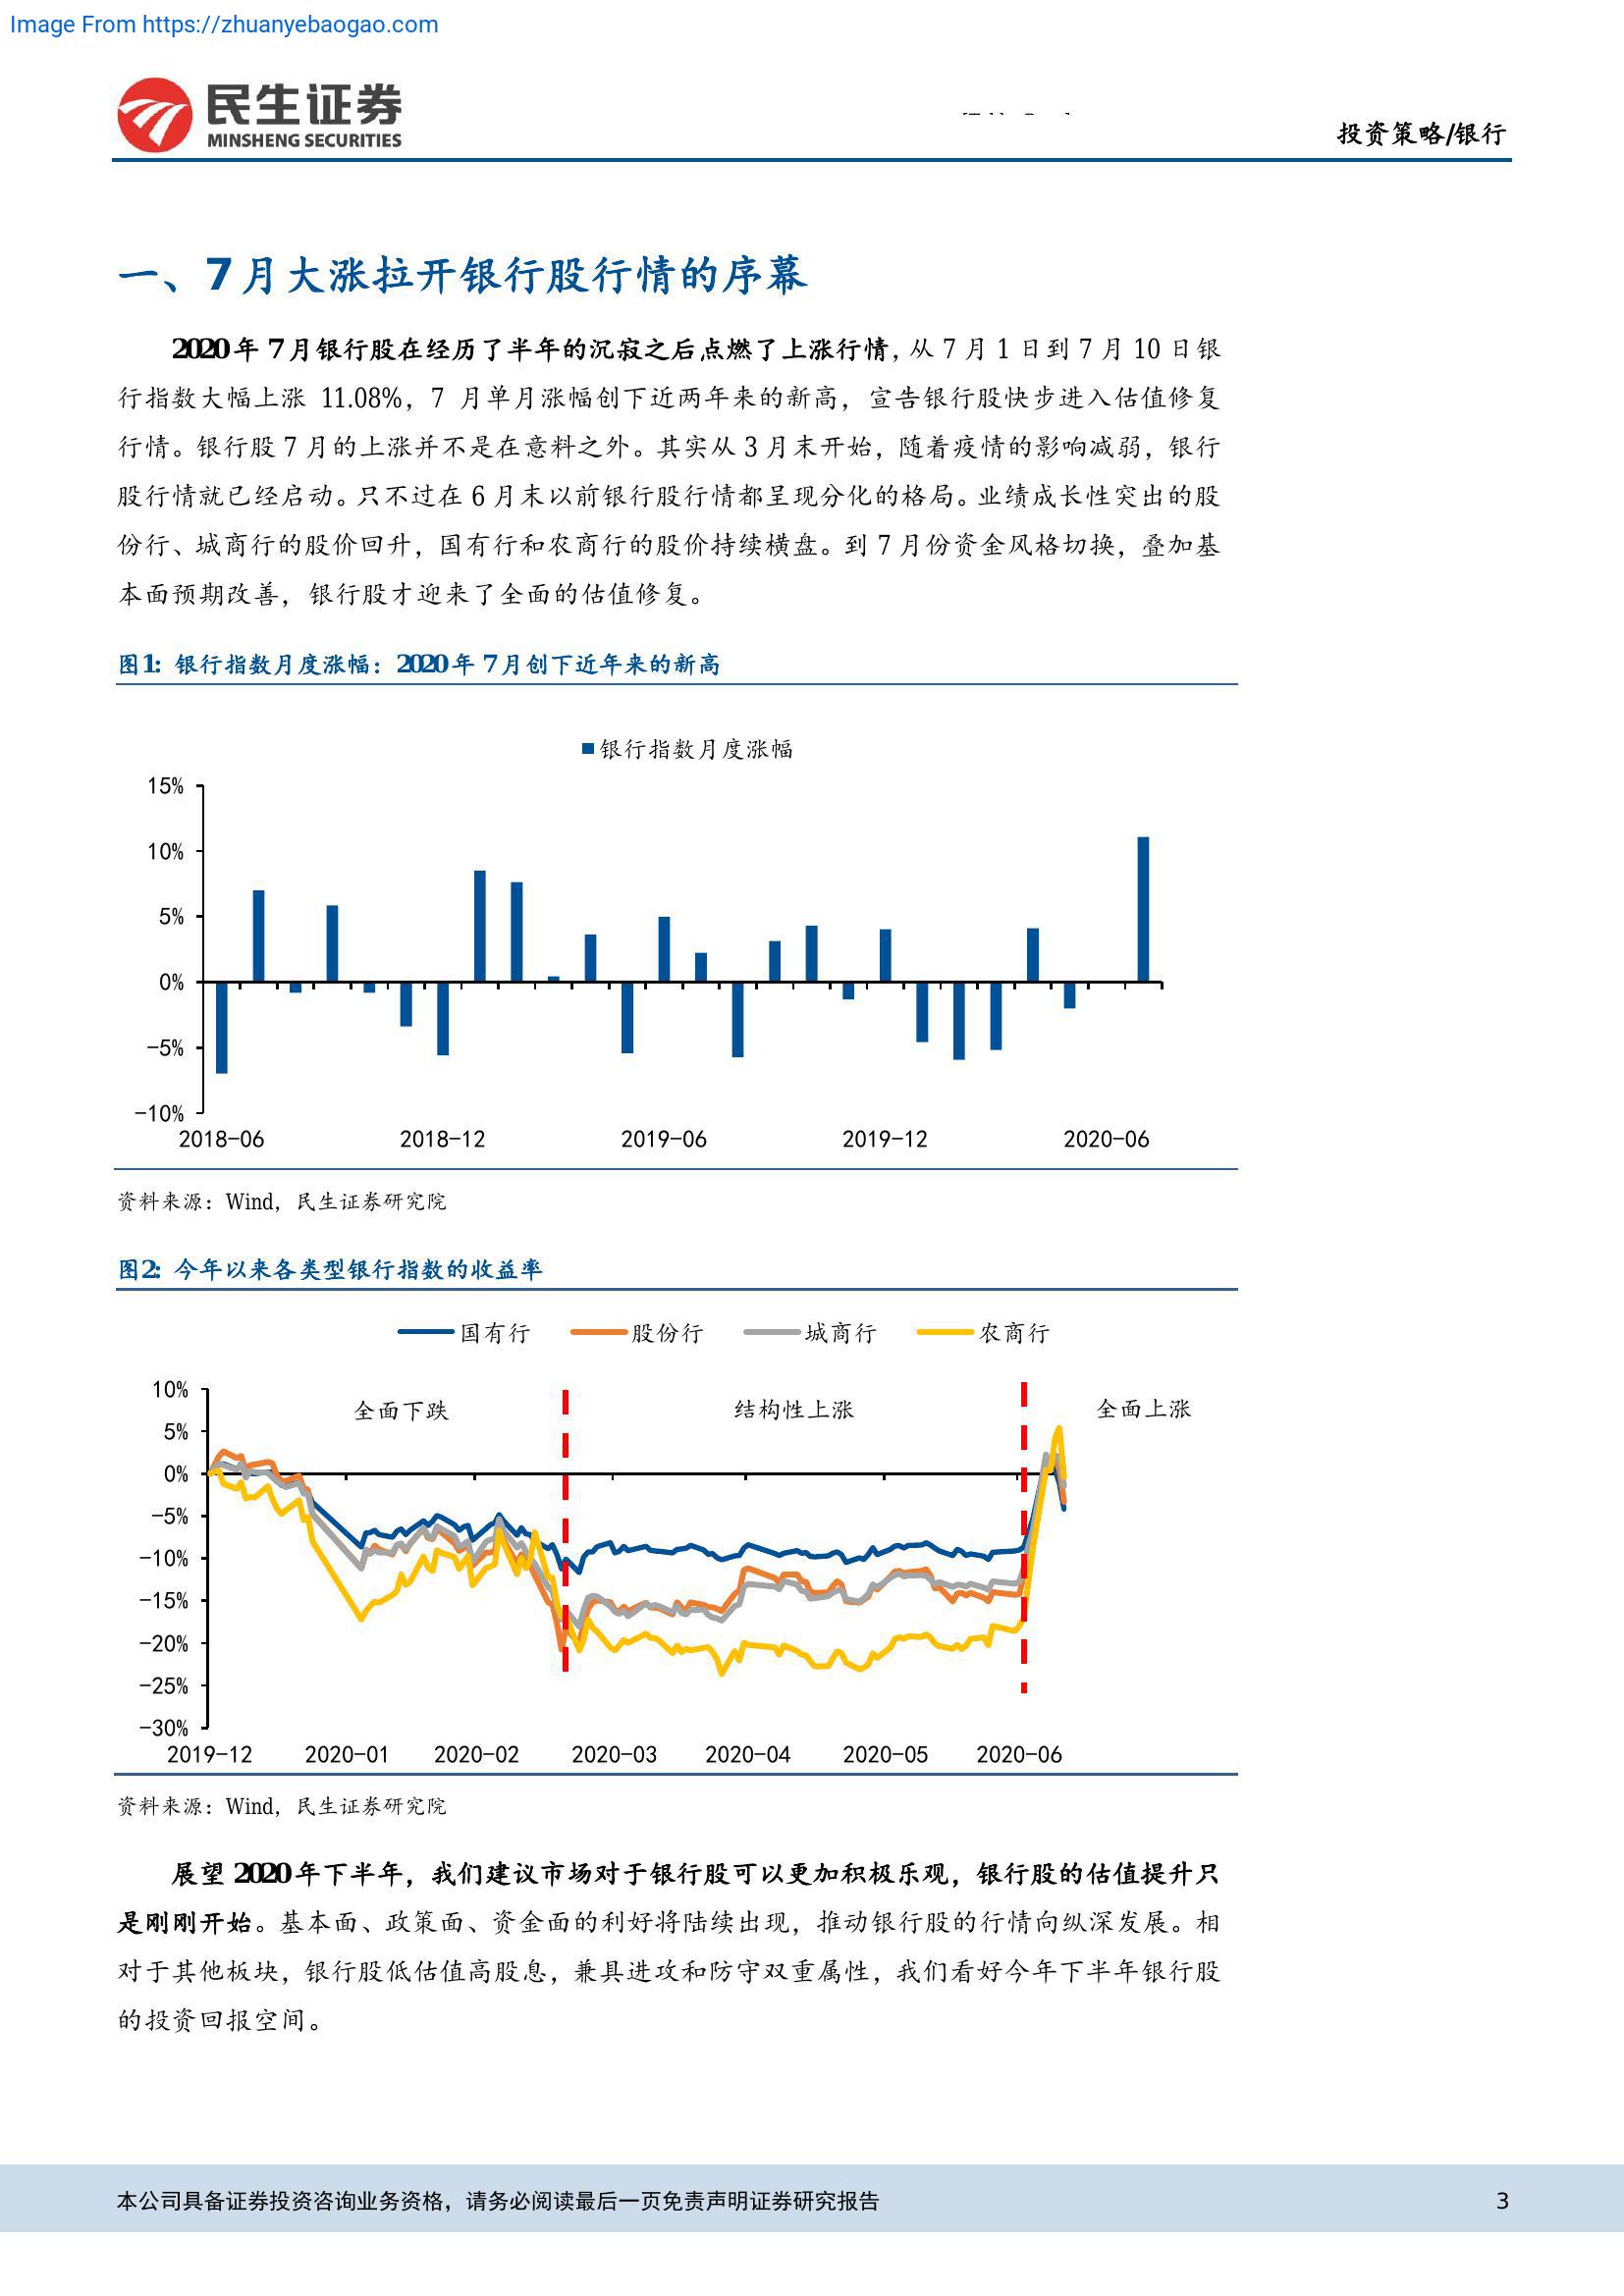 Image From https://zhuanyebaogao.com
民生证券
MINSHENG SECURITIES
投资策略/银行
一、7月大涨拉开银行股行情的序幕
2020年7月银行股在经历了半年的沉寂之后点燃了上涨行情，从7月1日到7月10日银
行指数大幅上涨 11.08%，7 月单月涨幅创下近两年来的新高，宣告银行股快步进入估值修复
行情。银行股7月的上涨并不是在意料之外。其实从3月末开始，随着疫情的影响减弱，银行
股行情就已经启动。只不过在6月末以前银行股行情都呈现分化的格局。业绩成长性突出的股
份行、城商行的股价回升，国有行和农商行的股价持续横盘。到7月份资金风格切换，叠加基
本面预期改善，银行股才迎来了全面的估值修复。
图1: 银行指数月度涨幅：2020年7月创下近年来的新高
银行指数月度涨幅
15%
10%
5%
0%
-5%
-10%
2018-06 2018-12 2019-06 2019-12 2020-06
资料来源：Wind，民生证券研究院
图2: 今年以来各类型银行指数的收益率
国有行 股份行 城商行 农商行
全面下跌 结构性上涨 全面上涨
10%
5%
0%
-5%
-10%
-15%
-20%
-25%
-30%
2019-12 2020-01 2020-02 2020-03 2020-04 2020-05 2020-06
资料来源：Wind，民生证券研究院
展望2020年下半年，我们建议市场对于银行股可以更加积极乐观，银行股的估值提升只
是刚刚开始。基本面、政策面、资金面的利好将陆续出现，推动银行股的行情向纵深发展。相
对于其他板块，银行股低估值高股息，兼具进攻和防守双重属性，我们看好今年下半年银行股
的投资回报空间。
本公司具备证券投资咨询业务资格，请务必阅读最后一页免责声明证券研究报告 3